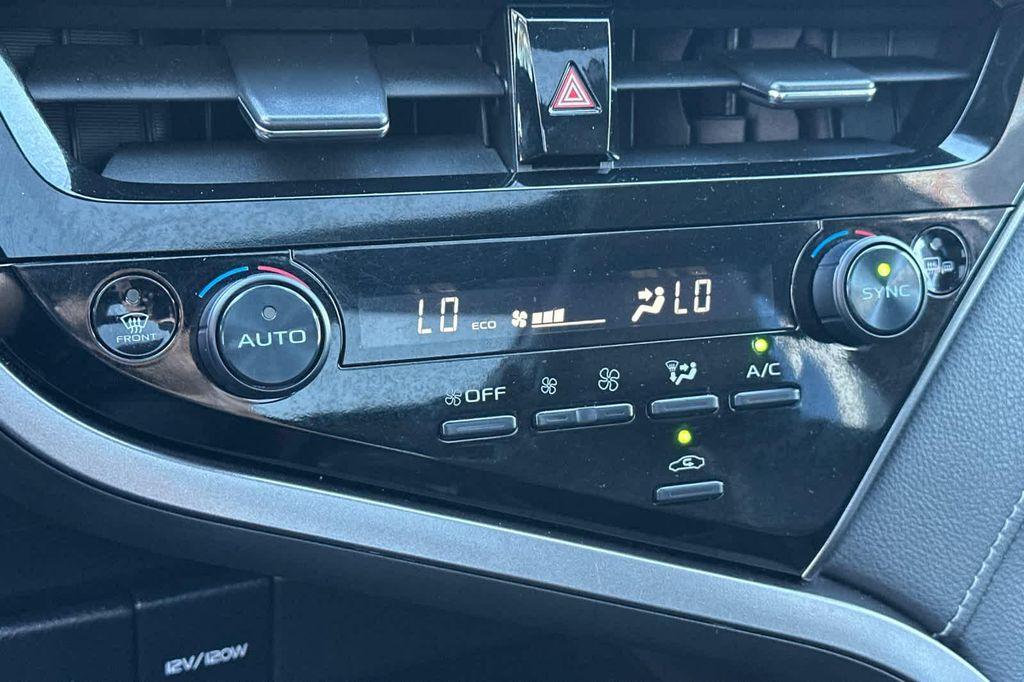 FRONT
AUTO
LO
ECO
LO
SYNC
OFF
A/C
12V/120W